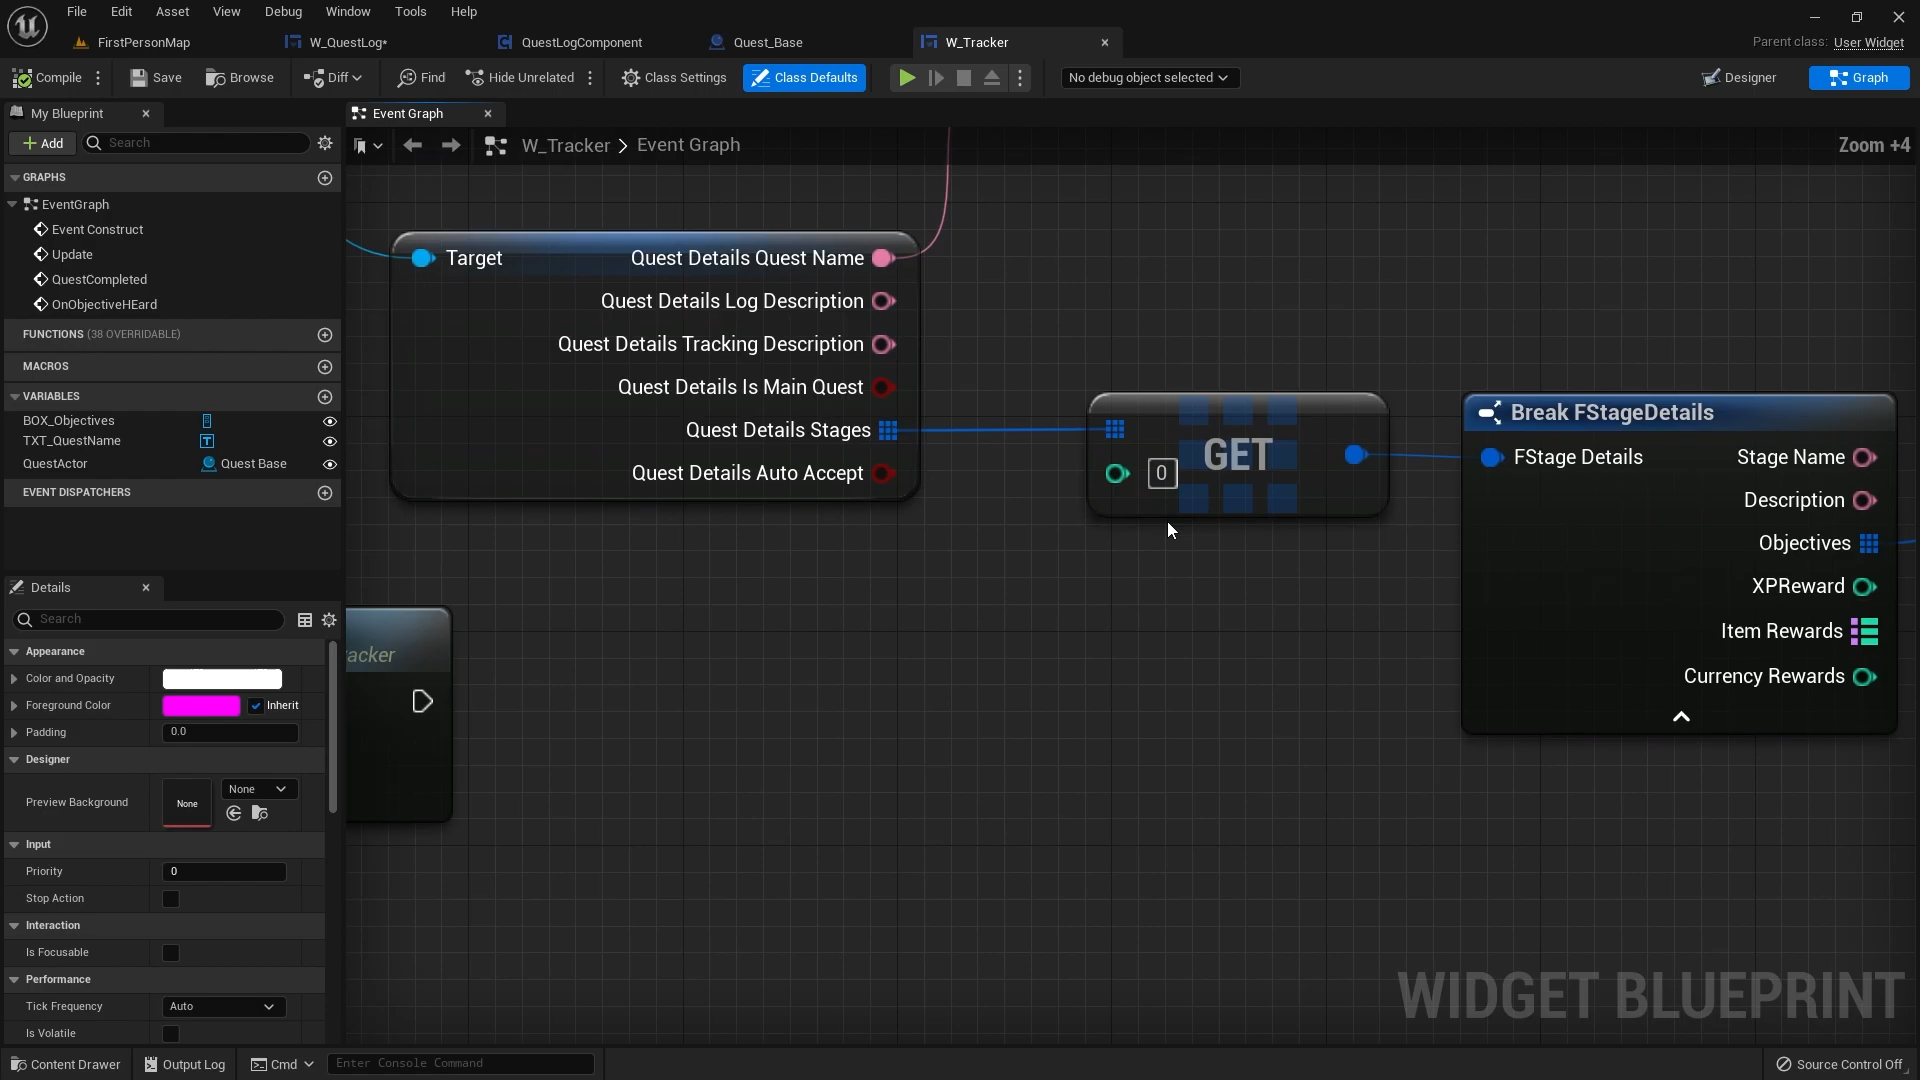 File Edit Asset View Debug Window Tools Help
FirstPersonMap W_QuestLog* QuestLogComponent Quest_Base W_Tracker Parent class: User Widget
Compile Save Browse Diff Find Hide Unrelated Class Settings Class Defaults No debug object selected Designer Graph
My Blueprint Event Graph
Add Search W_Tracker > Event Graph Zoom +4
GRAPHS
EventGraph
Event Construct
Update
QuestCompleted
OnObjectiveHEard
FUNCTIONS (38 OVERRIDABLE)
MACROS
VARIABLES
BOX_Objectives
TXT_QuestName
QuestActor Quest Base
EVENT DISPATCHERS
Target Quest Details Quest Name
Quest Details Log Description
Quest Details Tracking Description
Quest Details Is Main Quest
Quest Details Stages
Quest Details Auto Accept
GET
0
Break FStageDetails
FStage Details Stage Name
Description
Objectives
XPReward
Item Rewards
Currency Rewards
acker
Details
Search
Appearance
Color and Opacity
Foreground Color Inherit
Padding 0.0
Designer
Preview Background None None
Input
Priority 0
Stop Action
Interaction
Is Focusable
Performance
Tick Frequency Auto
Is Volatile
WIDGET BLUEPRINT
Content Drawer Output Log Cmd Enter Console Command Source Control Off